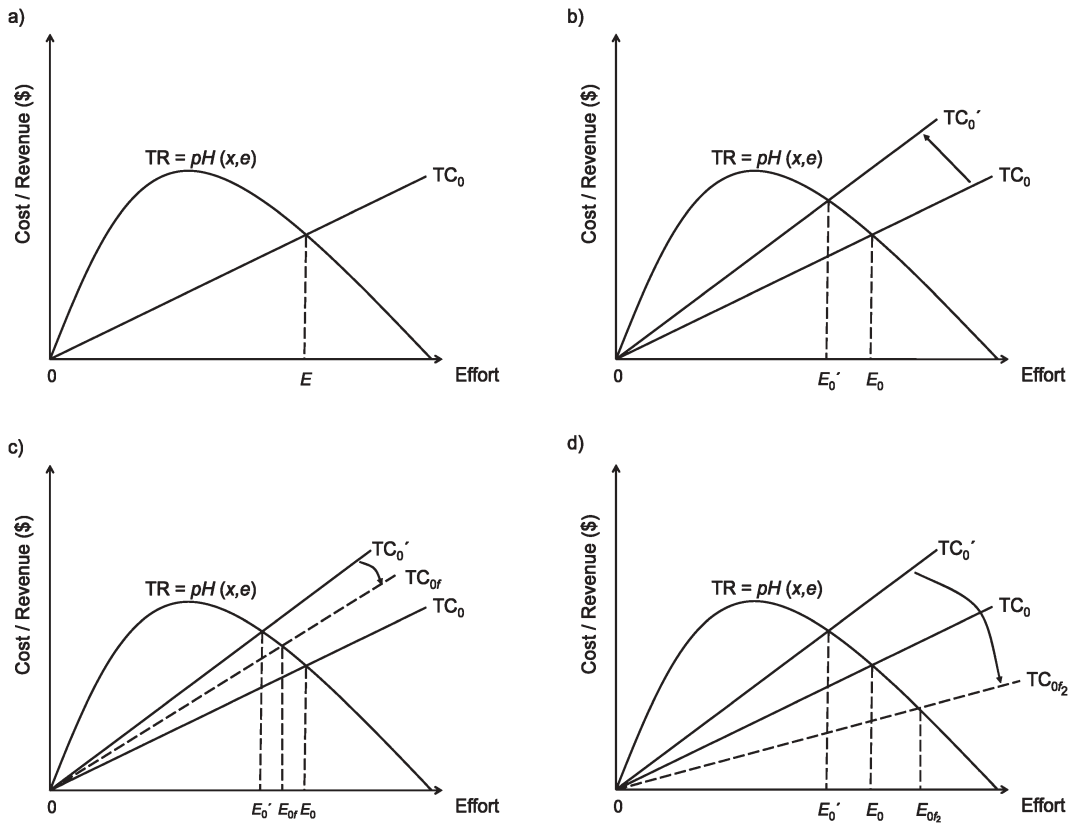 a)
Cost / Revenue ($)
TR = pH (x,e)
TC₀
0
E
Effort
b)
Cost / Revenue ($)
TR = pH (x,e)
TC₀´
TC₀
0
E₀´
E₀
Effort
c)
Cost / Revenue ($)
TR = pH (x,e)
TC₀´
TC₀f
TC₀
0
E₀´
E₀f
E₀
Effort
d)
Cost / Revenue ($)
TR = pH (x,e)
TC₀´
TC₀
TC₀f₂
0
E₀´
E₀
E₀f₂
Effort